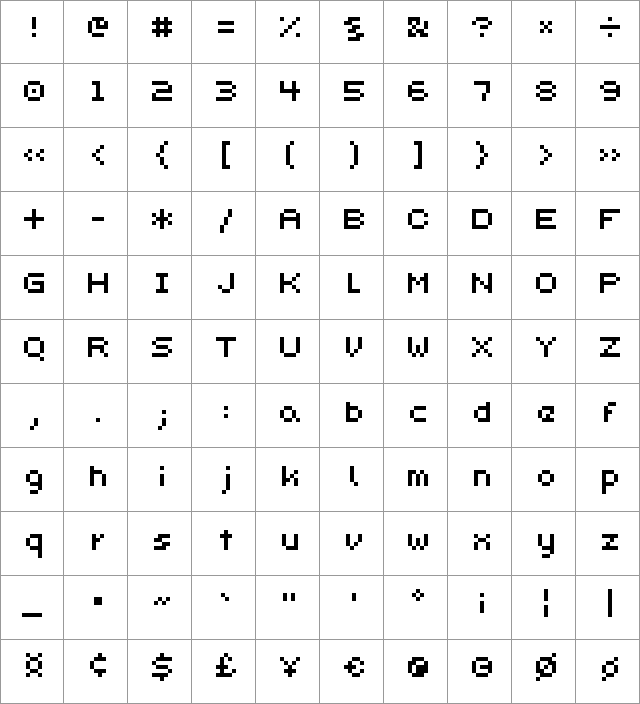 ! @ # = % § & ? × ÷
0 1 2 3 4 5 6 7 8 9
« < { [ ( ) ] } > »
+ - * / A B C D E F
G H I J K L M N O P
Q R S T U V W X Y Z
, . ; : a b c d e f
g h i j k l m n o p
q r s t u v w x y z
_ · ~ ` " ' ° ¡ ¦ |
¤ ¢ $ £ ¥ € ® © Ø ø